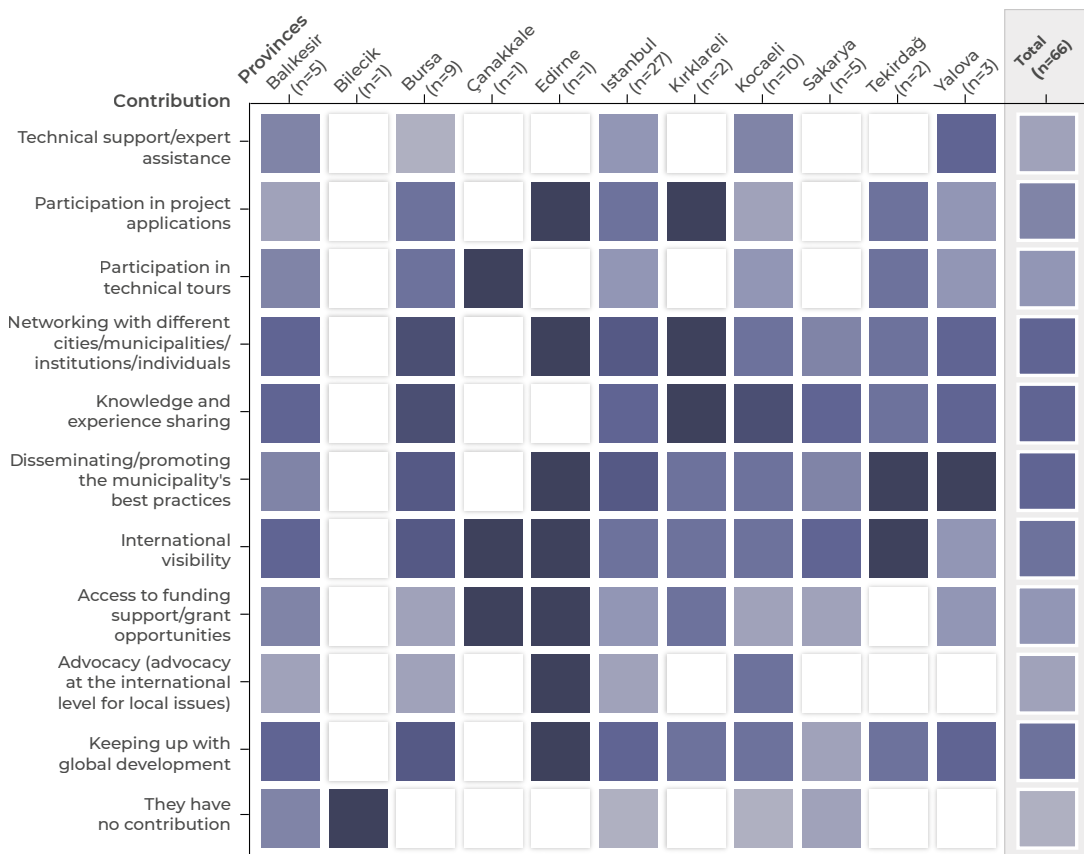 Provinces
Balıkesir
(n=5)
Bilecik
(n=1)
Bursa
(n=9)
Çanakkale
(n=1)
Edirne
(n=1)
Istanbul
(n=27)
Kırklareli
(n=2)
Kocaeli
(n=10)
Sakarya
(n=5)
Tekirdağ
(n=2)
Yalova
(n=3)
Total
(n=66)
Contribution
Technical support/expert
assistance
Participation in project
applications
Participation in
technical tours
Networking with different
cities/municipalities/
institutions/individuals
Knowledge and
experience sharing
Disseminating/promoting
the municipality's
best practices
International
visibility
Access to funding
support/grant
opportunities
Advocacy (advocacy
at the international
level for local issues)
Keeping up with
global development
They have
no contribution